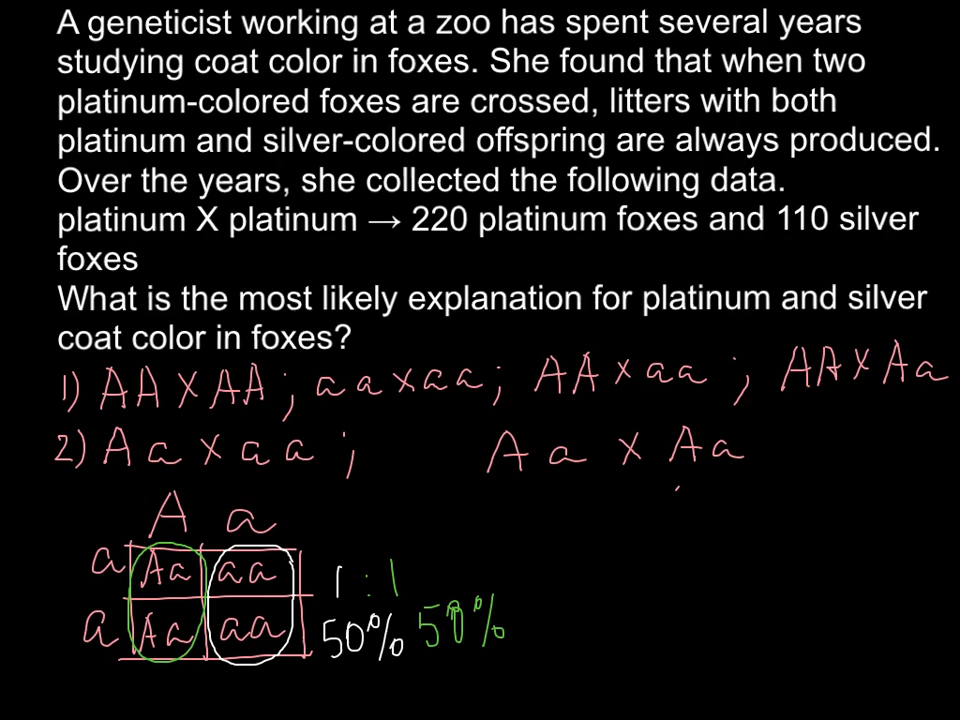 A geneticist working at a zoo has spent several years
studying coat color in foxes. She found that when two
platinum-colored foxes are crossed, litters with both
platinum and silver-colored offspring are always produced.
Over the years, she collected the following data.
platinum X platinum → 220 platinum foxes and 110 silver
foxes
What is the most likely explanation for platinum and silver
coat color in foxes?
1) AA X AA ; aa x aa ; AA x aa ; AA x Aa
2) Aa x aa ; Aa x Aa
A a
a Aa aa 1 : 1
a Aa aa 50% 50%